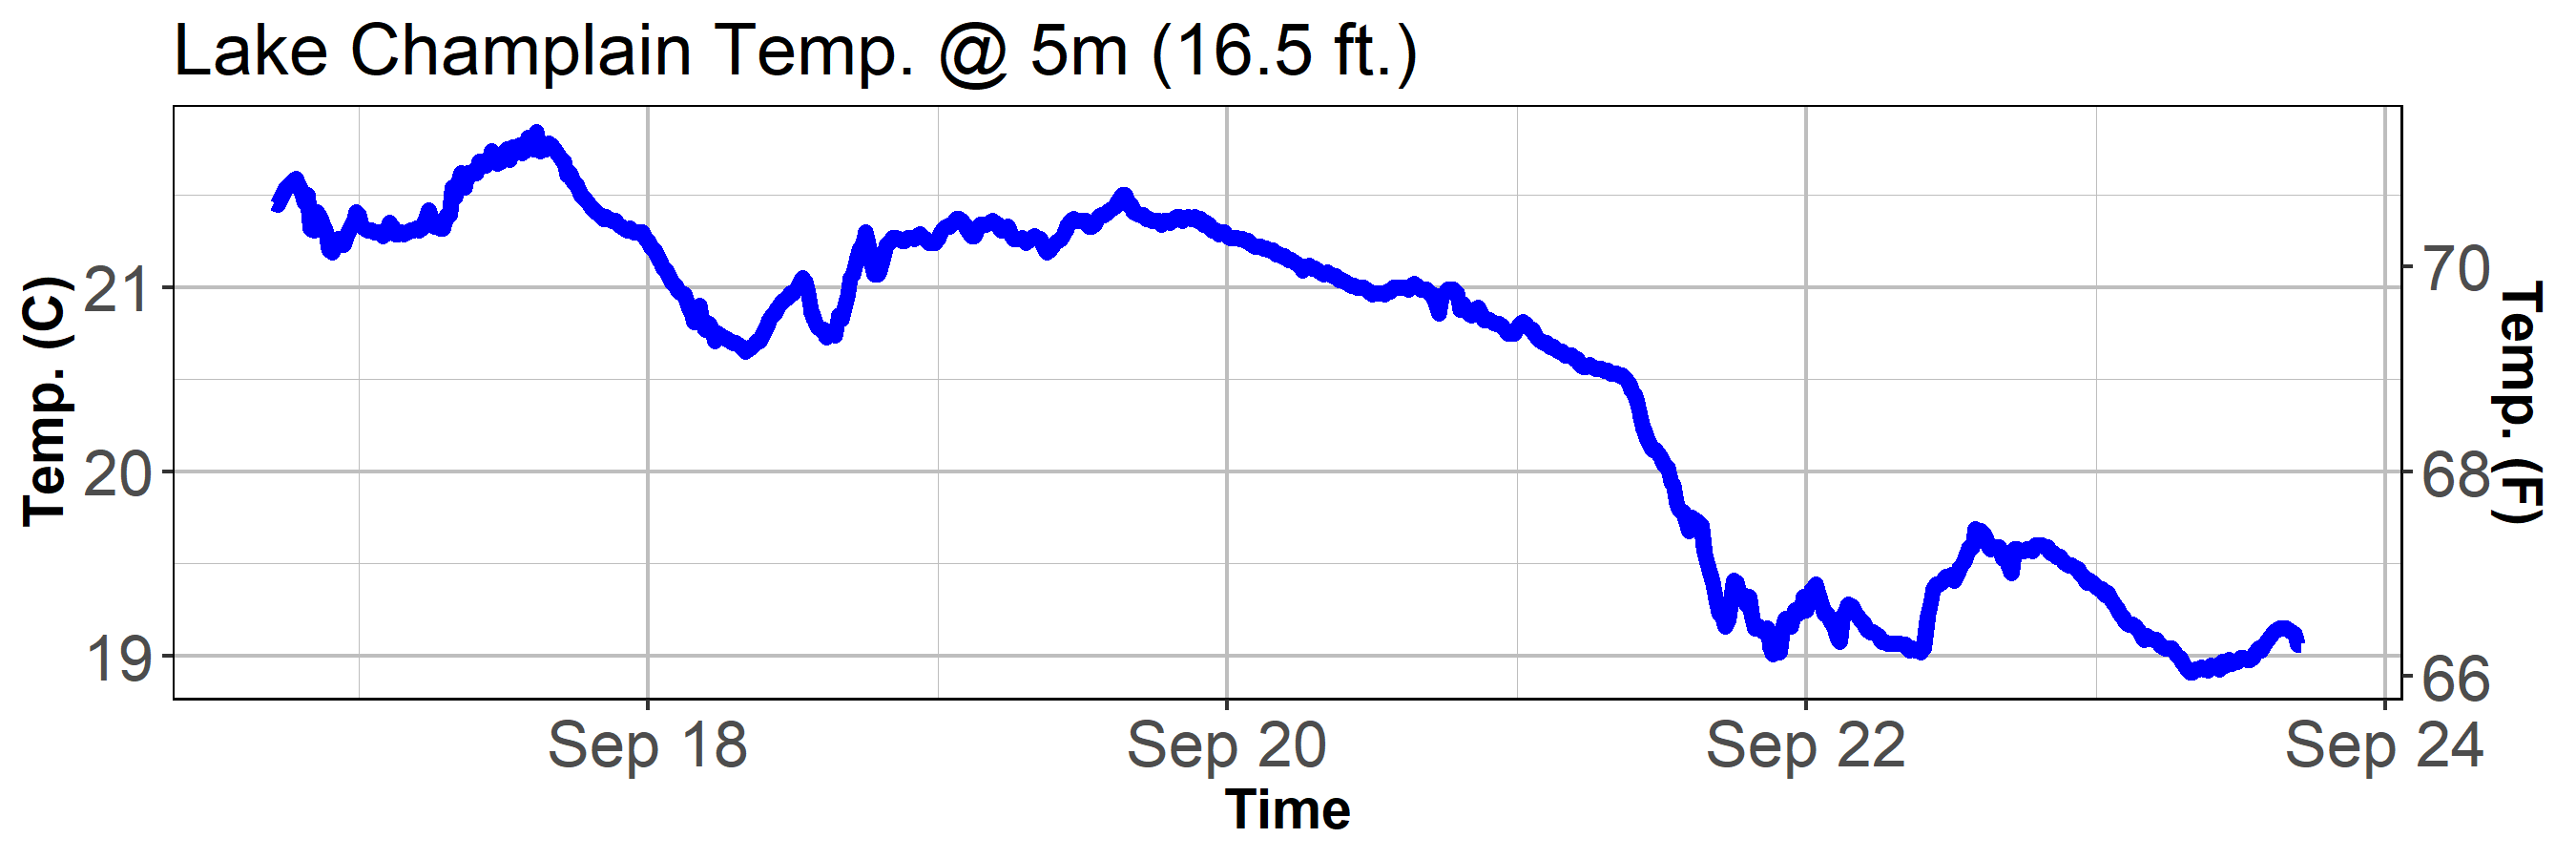 Lake Champlain Temp. @ 5m (16.5 ft.)
Temp. (C)
21
20
19
70
68
66
Temp. (F)
Sep 18 Sep 20 Sep 22 Sep 24
Time